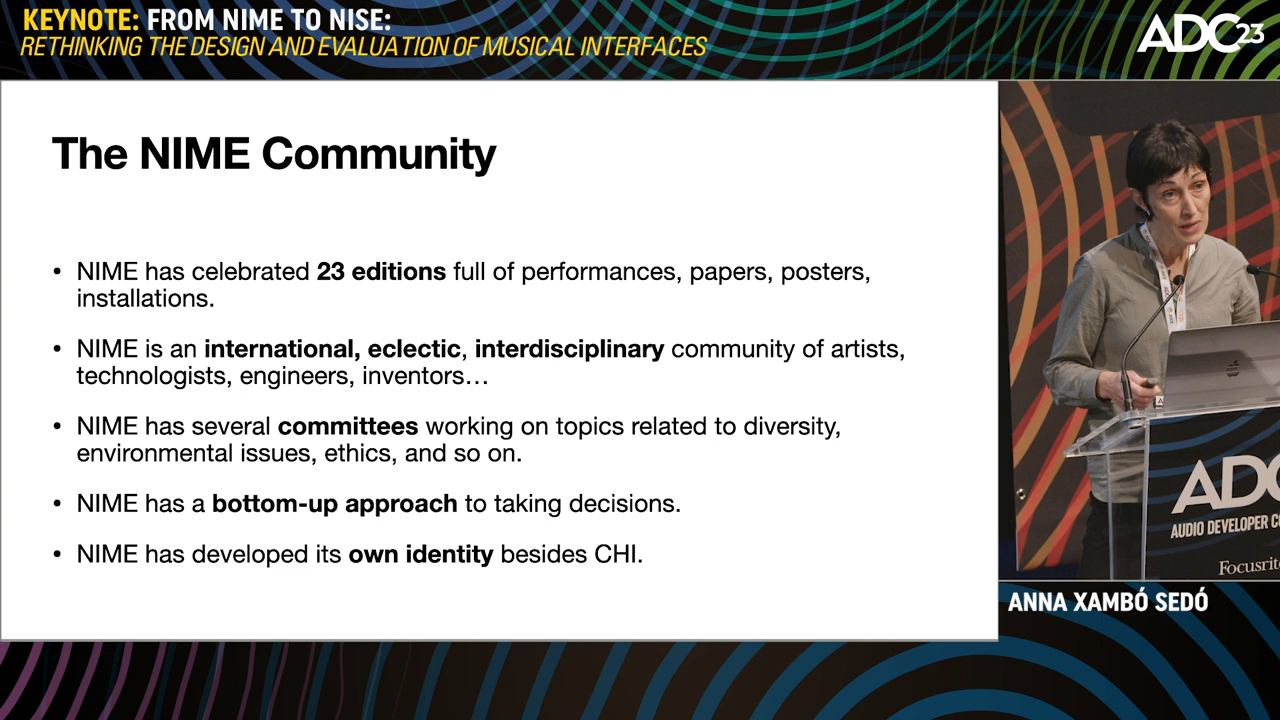 KEYNOTE: FROM NIME TO NISE:
RETHINKING THE DESIGN AND EVALUATION OF MUSICAL INTERFACES
ADC23
The NIME Community
• NIME has celebrated 23 editions full of performances, papers, posters,
installations.
• NIME is an international, eclectic, interdisciplinary community of artists,
technologists, engineers, inventors…
• NIME has several committees working on topics related to diversity,
environmental issues, ethics, and so on.
• NIME has a bottom-up approach to taking decisions.
• NIME has developed its own identity besides CHI.
ADC
AUDIO DEVELOPER CO
Focusrit
ANNA XAMBÓ SEDÓ